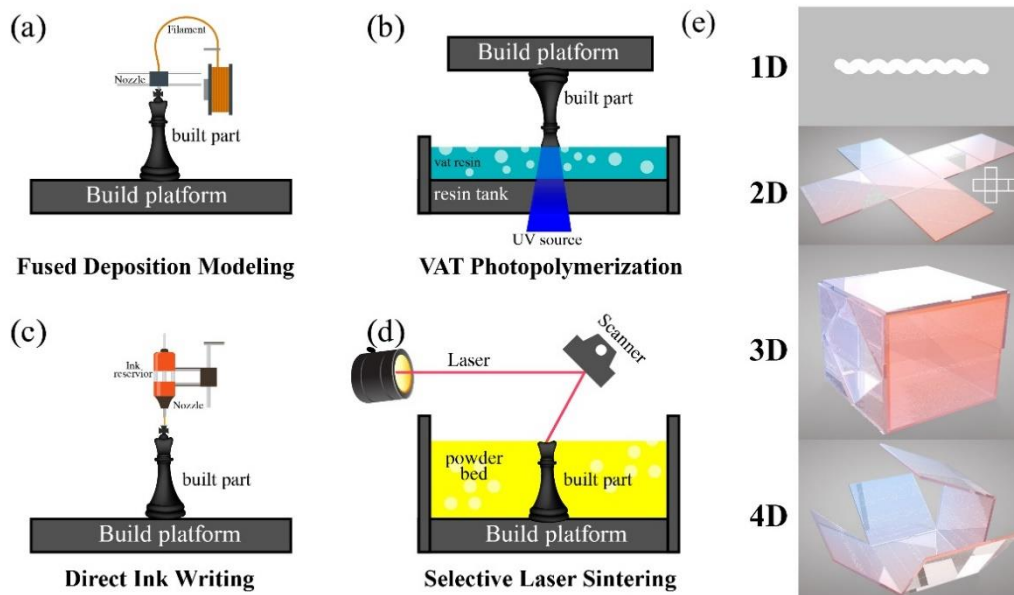 (a)
Filament
Nozzle
built part
Build platform
Fused Deposition Modeling
(b)
Build platform
built part
vat resin
resin tank
UV source
VAT Photopolymerization
(c)
Ink
reservior
Nozzle
built part
Build platform
Direct Ink Writing
(d)
Laser
Scanner
powder
bed
built part
Build platform
Selective Laser Sintering
(e)
1D
2D
3D
4D